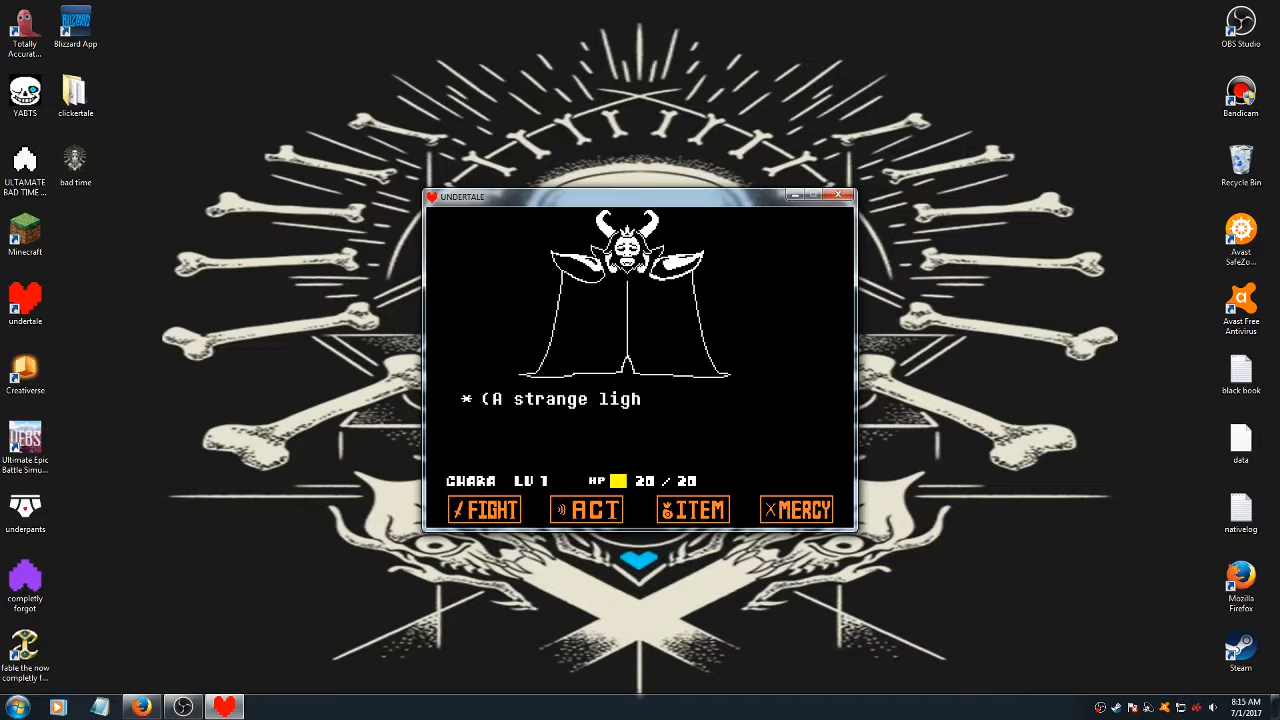 Totally
Accurat...
Blizzard App
YABTS
clickertale
ULTIMATE
BAD TIME ...
bad time
Minecraft
undertale
Creativerse
UEBS
Ultimate Epic
Battle Simu...
underpants
completly
forgot
fable the now
completly f...
UNDERTALE
* (A strange ligh
CHARA LV 1 HP 20 / 20
FIGHT ACT ITEM MERCY
OBS Studio
Bandicam
Recycle Bin
Avast
SafeZo...
Avast Free
Antivirus
black book
data
nativelog
Mozilla
Firefox
Steam
8:15 AM
7/1/2017